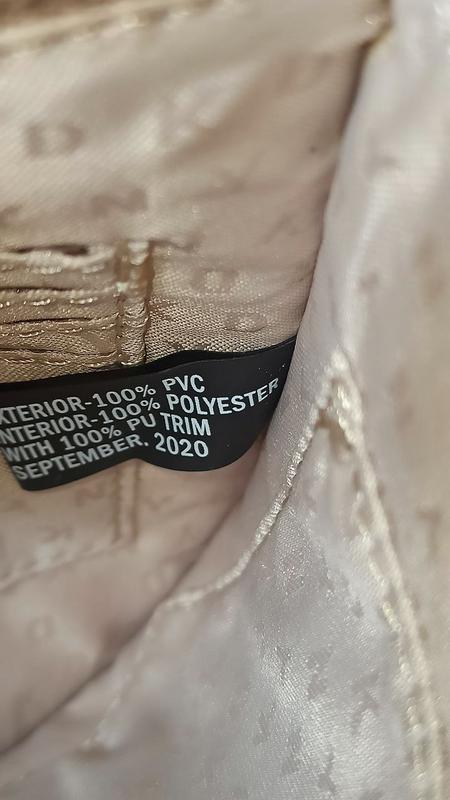 XTERIOR-100% PVC
NTERIOR-100% POLYESTER
WITH 100% PU TRIM
SEPTEMBER. 2020